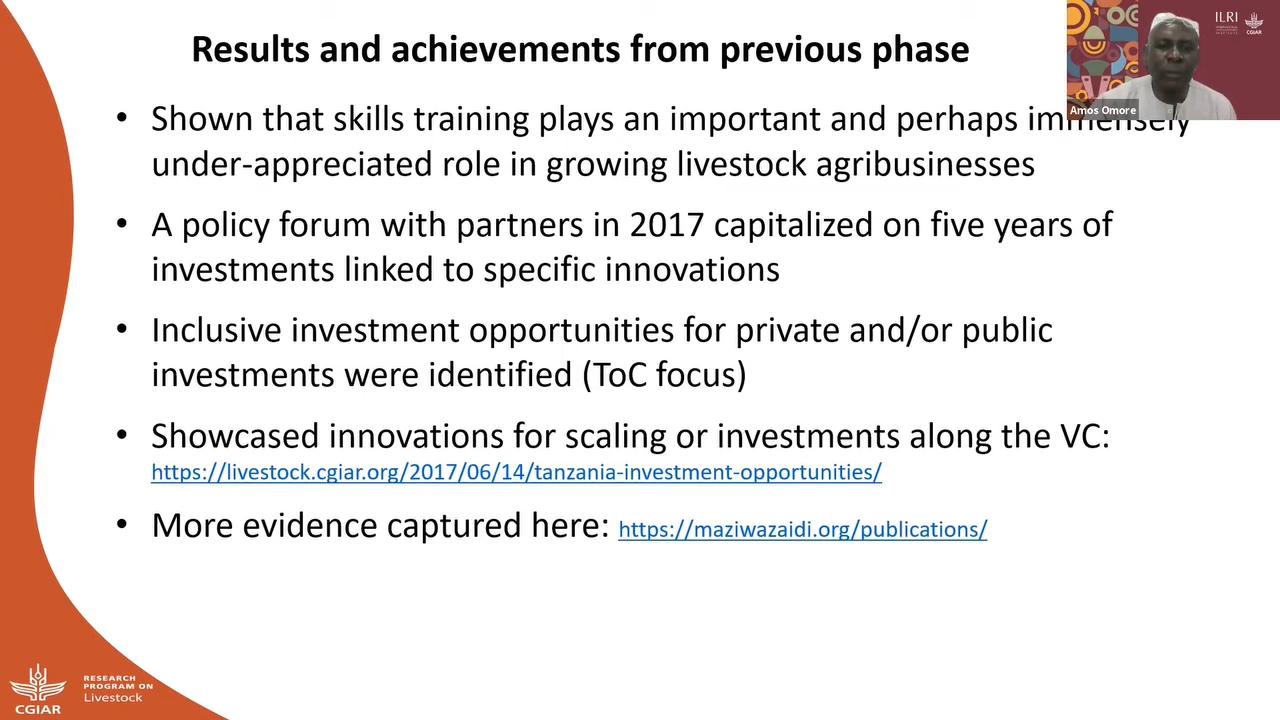 Results and achievements from previous phase
ILRI
CGIAR
Amos Omore
• Shown that skills training plays an important and perhaps immensely
under-appreciated role in growing livestock agribusinesses
• A policy forum with partners in 2017 capitalized on five years of
investments linked to specific innovations
• Inclusive investment opportunities for private and/or public
investments were identified (ToC focus)
• Showcased innovations for scaling or investments along the VC:
https://livestock.cgiar.org/2017/06/14/tanzania-investment-opportunities/
• More evidence captured here: https://maziwazaidi.org/publications/
CGIAR
RESEARCH
PROGRAM ON
Livestock